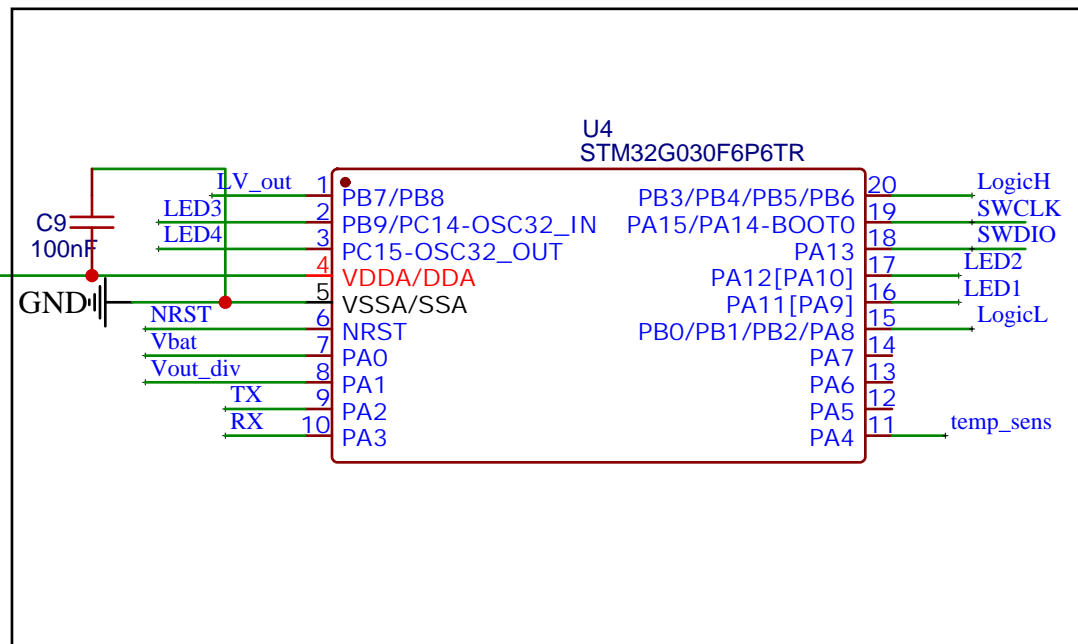 U4
STM32G030F6P6TR
C9
100nF
GND
LV_out 1 PB7/PB8
LED3 2 PB9/PC14-OSC32_IN
LED4 3 PC15-OSC32_OUT
4 VDDA/DDA
5 VSSA/SSA
NRST 6 NRST
Vbat 7 PA0
Vout_div 8 PA1
TX 9 PA2
RX 10 PA3
PB3/PB4/PB5/PB6 20 LogicH
PA15/PA14-BOOT0 19 SWCLK
PA13 18 SWDIO
PA12[PA10] 17 LED2
PA11[PA9] 16 LED1
PB0/PB1/PB2/PA8 15 LogicL
PA7 14
PA6 13
PA5 12
PA4 11 temp_sens